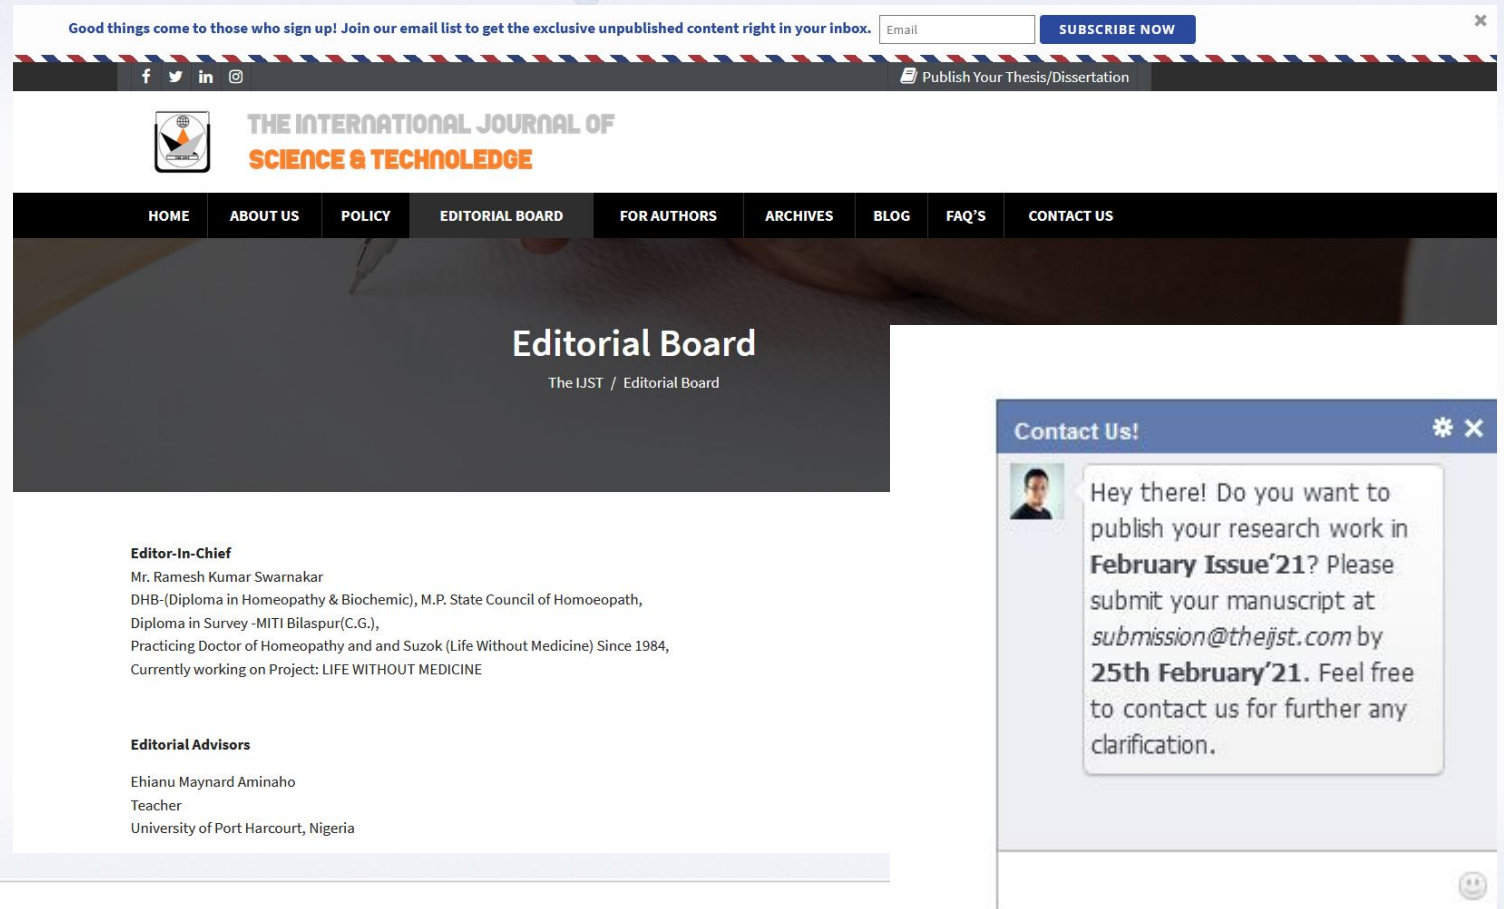 Good things come to those who sign up! Join our email list to get the exclusive unpublished content right in your inbox. Email SUBSCRIBE NOW
Publish Your Thesis/Dissertation
THE INTERNATIONAL JOURNAL OF
SCIENCE & TECHNOLEDGE
HOME ABOUT US POLICY EDITORIAL BOARD FOR AUTHORS ARCHIVES BLOG FAQ'S CONTACT US
Editorial Board
The IJST / Editorial Board
Editor-In-Chief
Mr. Ramesh Kumar Swarnakar
DHB-(Diploma in Homeopathy & Biochemic), M.P. State Council of Homoeopath,
Diploma in Survey -MITI Bilaspur(C.G.),
Practicing Doctor of Homeopathy and and Suzok (Life Without Medicine) Since 1984,
Currently working on Project: LIFE WITHOUT MEDICINE
Editorial Advisors
Ehianu Maynard Aminaho
Teacher
University of Port Harcourt, Nigeria
Contact Us!
Hey there! Do you want to
publish your research work in
February Issue'21? Please
submit your manuscript at
submission@theijst.com by
25th February'21. Feel free
to contact us for further any
clarification.